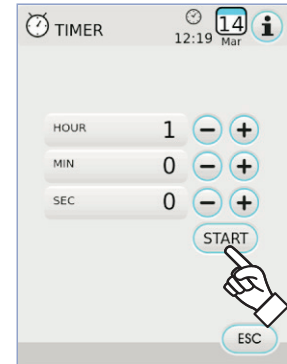 TIMER
12:19
14
Mar
i
HOUR 1 − +
MIN 0 − +
SEC 0 − +
START
ESC